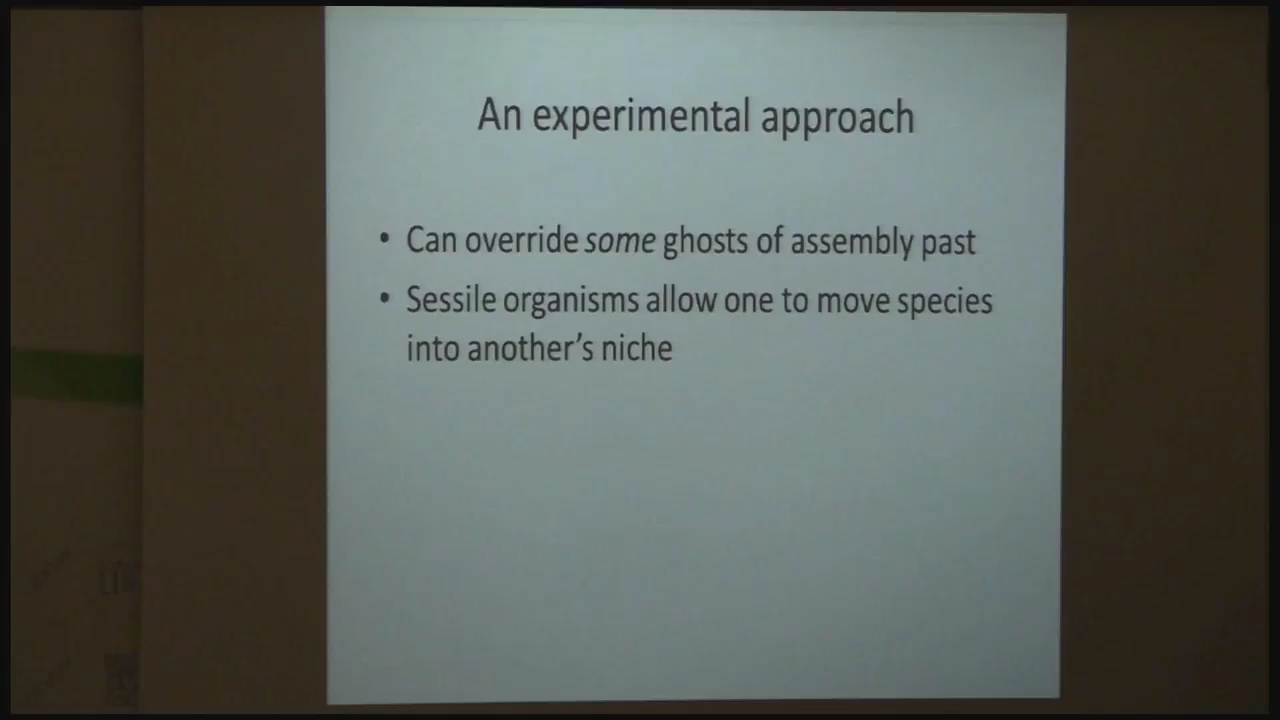 An experimental approach
• Can override some ghosts of assembly past
• Sessile organisms allow one to move species
into another's niche